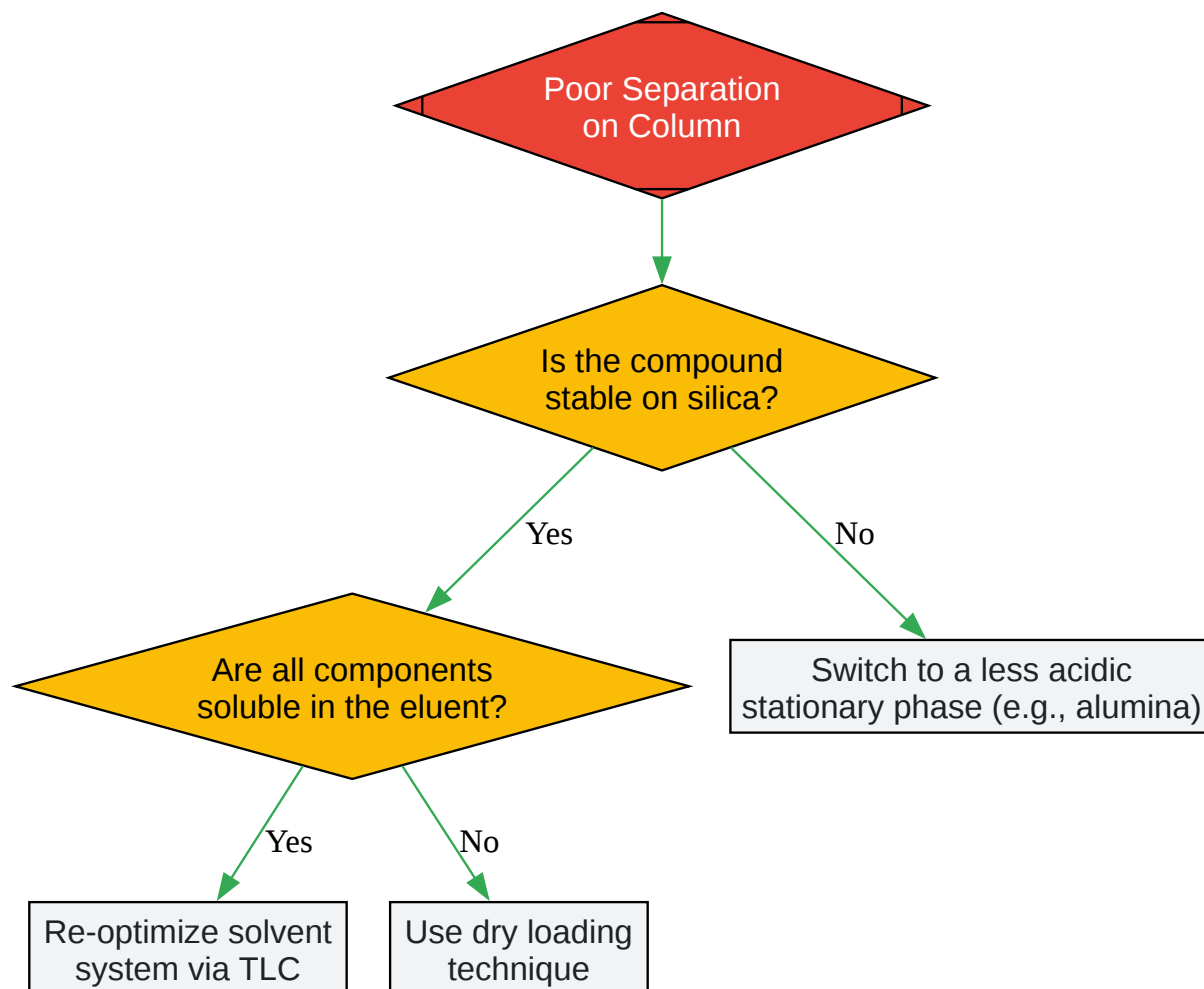 Poor Separation
on Column
Is the compound
stable on silica?
Yes
No
Are all components
soluble in the eluent?
Switch to a less acidic
stationary phase (e.g., alumina)
Yes
No
Re-optimize solvent
system via TLC
Use dry loading
technique